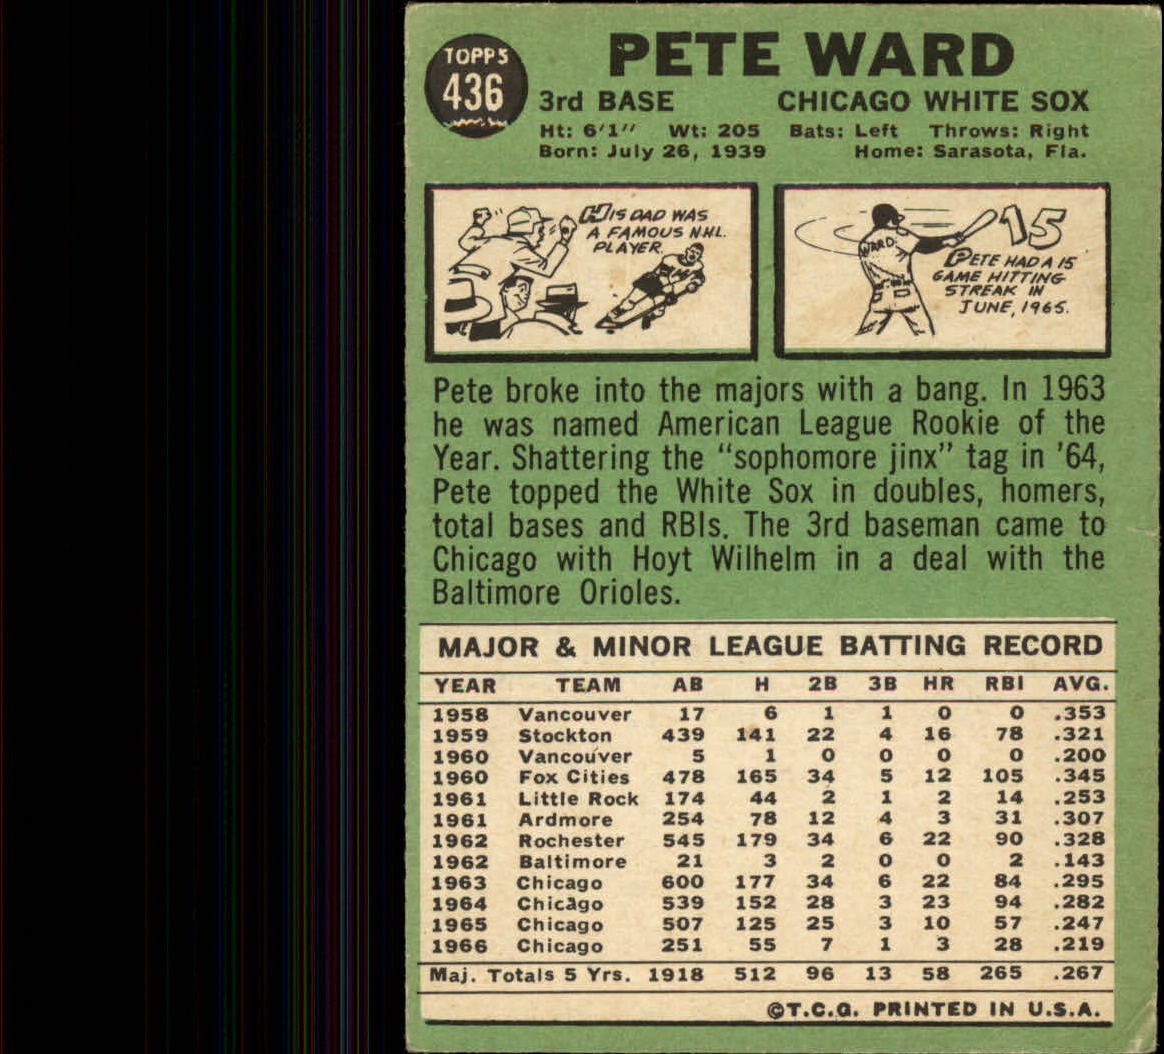 TOPPS
436
PETE WARD
3rd BASE CHICAGO WHITE SOX
Ht: 6'1" Wt: 205 Bats: Left Throws: Right
Born: July 26, 1939 Home: Sarasota, Fla.
HIS DAD WAS
A FAMOUS NHL.
PLAYER.
WARD
15
PETE HAD A 15
GAME HITTING
STREAK IN
JUNE, 1965.
Pete broke into the majors with a bang. In 1963
he was named American League Rookie of the
Year. Shattering the "sophomore jinx" tag in '64,
Pete topped the White Sox in doubles, homers,
total bases and RBIs. The 3rd baseman came to
Chicago with Hoyt Wilhelm in a deal with the
Baltimore Orioles.
MAJOR & MINOR LEAGUE BATTING RECORD
YEAR TEAM AB H 2B 3B HR RBI AVG.
1958 Vancouver 17 6 1 1 0 0 .353
1959 Stockton 439 141 22 4 16 78 .321
1960 Vancouver 5 1 0 0 0 0 .200
1960 Fox Cities 478 165 34 5 12 105 .345
1961 Little Rock 174 44 2 1 2 14 .253
1961 Ardmore 254 78 12 4 3 31 .307
1962 Rochester 545 179 34 6 22 90 .328
1962 Baltimore 21 3 2 0 0 2 .143
1963 Chicago 600 177 34 6 22 84 .295
1964 Chicago 539 152 28 3 23 94 .282
1965 Chicago 507 125 25 3 10 57 .247
1966 Chicago 251 55 7 1 3 28 .219
Maj. Totals 5 Yrs. 1918 512 96 13 58 265 .267
©T.C.G. PRINTED IN U.S.A.